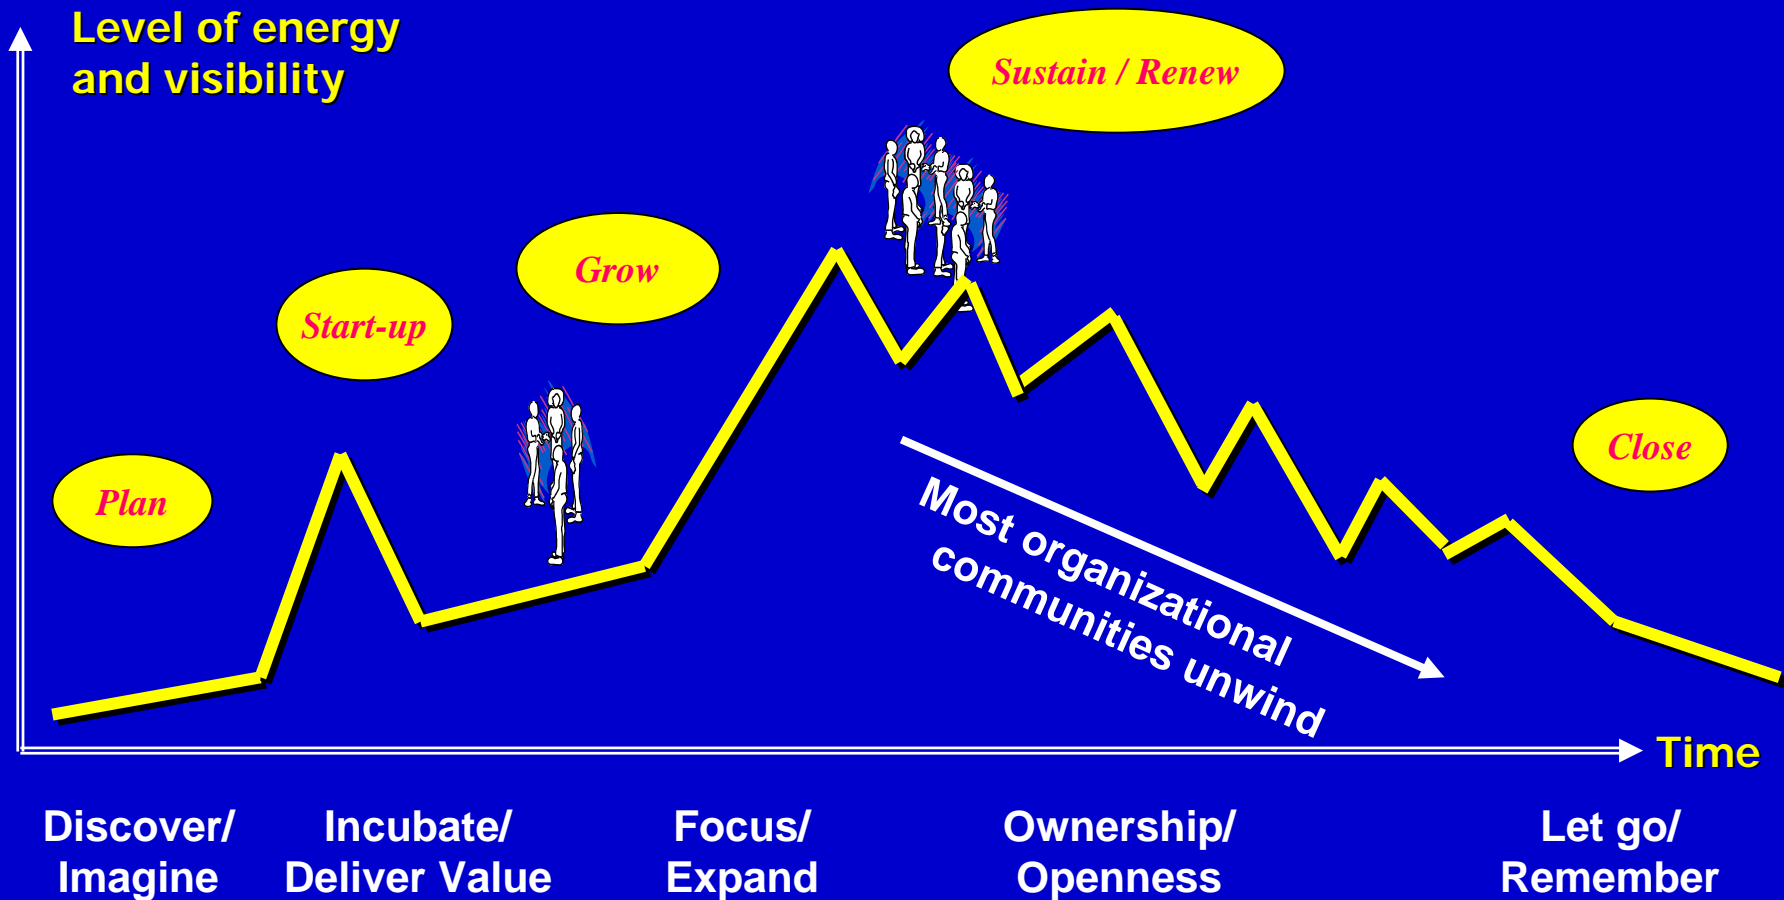 Level of energy
and visibility
Sustain / Renew
Grow
Start-up
Plan
Close
Most organizational
communities unwind
Time
Discover/
Imagine
Incubate/
Deliver Value
Focus/
Expand
Ownership/
Openness
Let go/
Remember